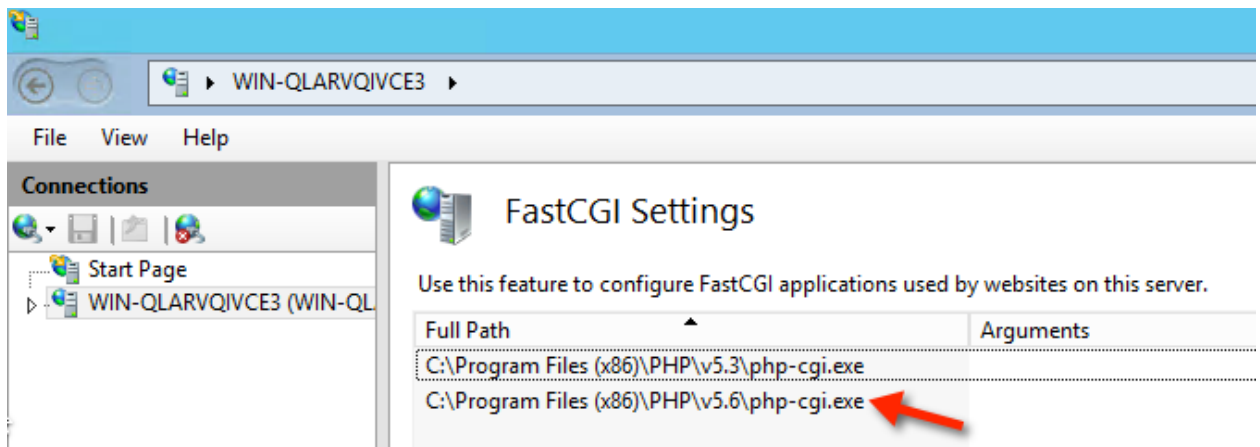 WIN-QLARVQIVCE3
File View Help
Connections
FastCGI Settings
Start Page
Use this feature to configure FastCGI applications used by websites on this server.
WIN-QLARVQIVCE3 (WIN-QL
Full Path Arguments
C:\Program Files (x86)\PHP\v5.3\php-cgi.exe
C:\Program Files (x86)\PHP\v5.6\php-cgi.exe